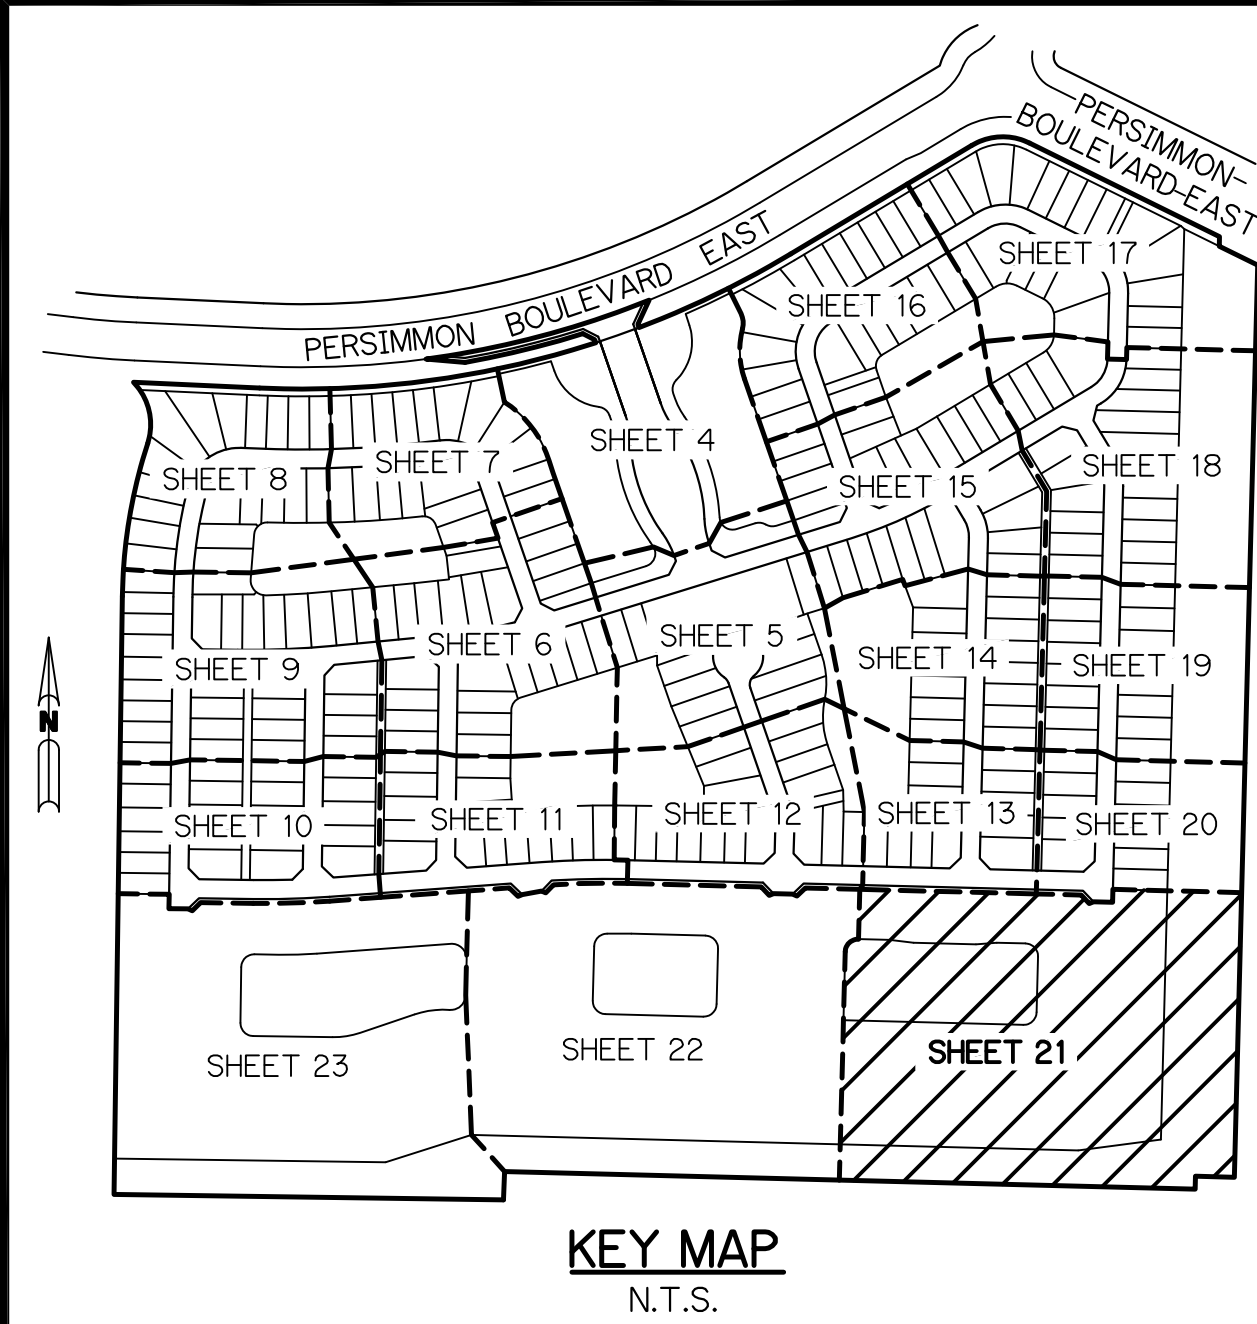 PERSIMMON-
BOULEVARD-EAST
PERSIMMON BOULEVARD EAST
SHEET 17
SHEET 16
SHEET 4
SHEET 7
SHEET 8
SHEET 18
SHEET 15
SHEET 5
SHEET 6
SHEET 14
SHEET 19
SHEET 9
N
SHEET 12
SHEET 13
SHEET 11
SHEET 10
SHEET 20
SHEET 23
SHEET 22
SHEET 21
KEY MAP
N.T.S.